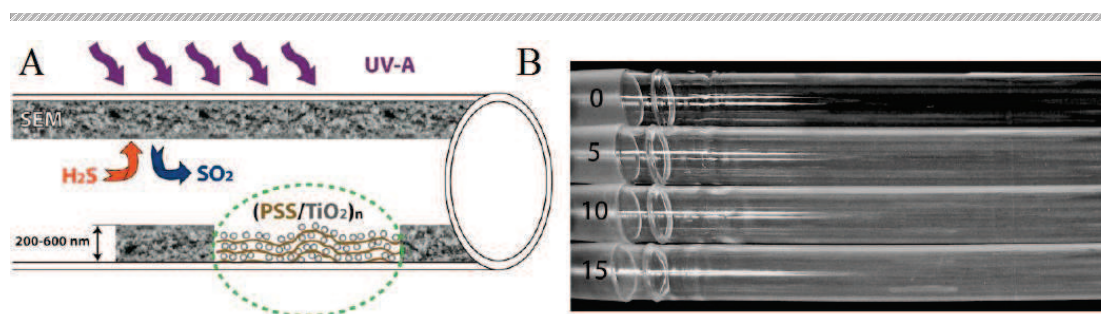 A
UV-A
B
SEM
H₂S
SO₂
(PSS/TiO₂)ₙ
200-600 nm
0
5
10
15